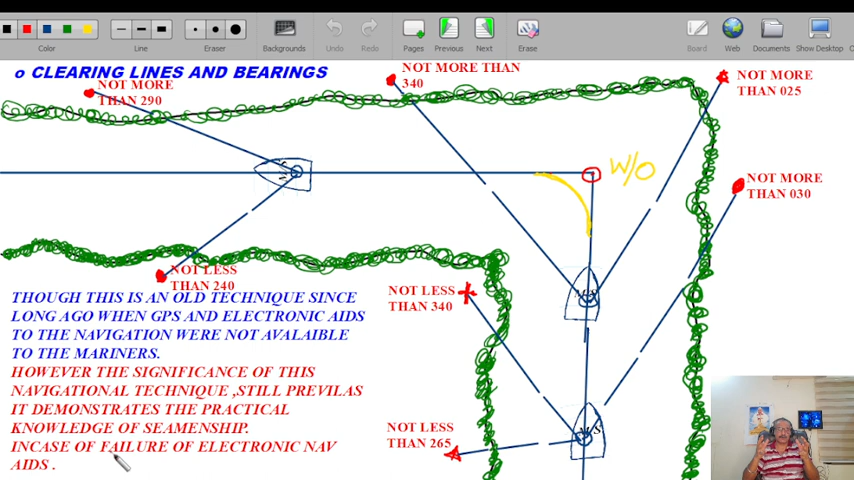 Color
Line
Eraser
Backgrounds
Undo
Redo
Pages
Previous
Next
Erase
Board
Web
Documents
Show Desktop
o CLEARING LINES AND BEARINGS
NOT MORE
THAN 290
NOT MORE THAN
340
NOT MORE
THAN 025
W/O
NOT MORE
THAN 030
NOT LESS
THAN 240
NOT LESS
THAN 340
NOT LESS
THAN 265
THOUGH THIS IS AN OLD TECHNIQUE SINCE
LONG AGO WHEN GPS AND ELECTRONIC AIDS
TO THE NAVIGATION WERE NOT AVALAIBLE
TO THE MARINERS.
HOWEVER THE SIGNIFICANCE OF THIS
NAVIGATIONAL TECHNIQUE ,STILL PREVILAS
IT DEMONSTRATES THE PRACTICAL
KNOWLEDGE OF SEAMENSHIP.
INCASE OF FAILURE OF ELECTRONIC NAV
AIDS .